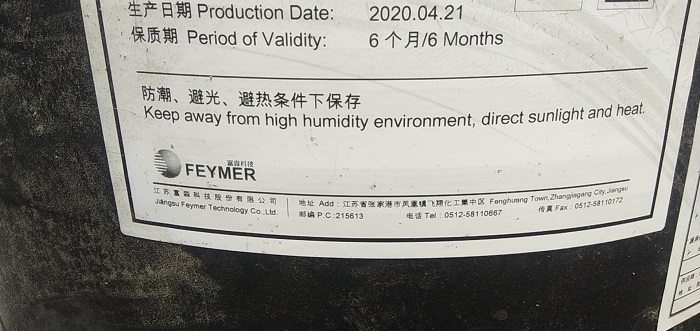 生产日期 Production Date: 2020.04.21
保质期 Period of Validity: 6 个月/6 Months
防潮、避光、避热条件下保存
Keep away from high humidity environment, direct sunlight and heat.
富淼科技
FEYMER
江苏富淼科技股份有限公司
Jiangsu Feymer Technology Co.,Ltd.
地址 Add : 江苏省张家港市凤凰镇飞翔化工集中区 Fenghuang Town,Zhangjiagang City,Jiangsu
邮编 P.C.:215613 电话 Tel : 0512-58110667 传真 Fax : 0512-58110172